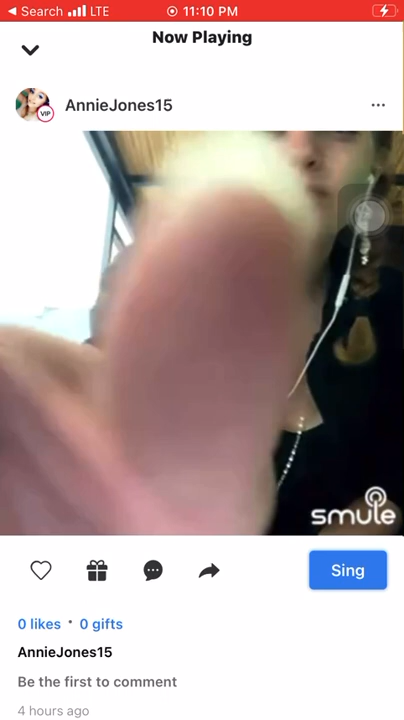 Search LTE 11:10 PM
Now Playing
VIP
AnnieJones15
smule
Sing
0 likes • 0 gifts
AnnieJones15
Be the first to comment
4 hours ago